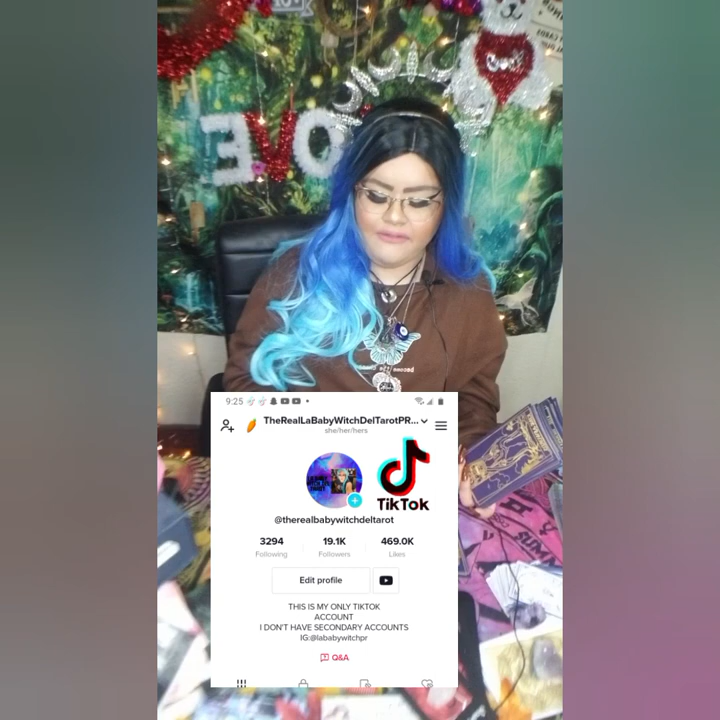 LOVE
9:25
TheRealLaBabyWitchDelTarotPR...
she/her/hers
TikTok
@therealbabywitchdeltarot
3294 19.1K 469.0K
Following Followers Likes
Edit profile
THIS IS MY ONLY TIKTOK
ACCOUNT
I DON'T HAVE SECONDARY ACCOUNTS
IG:@lababywitchpr
Q&A